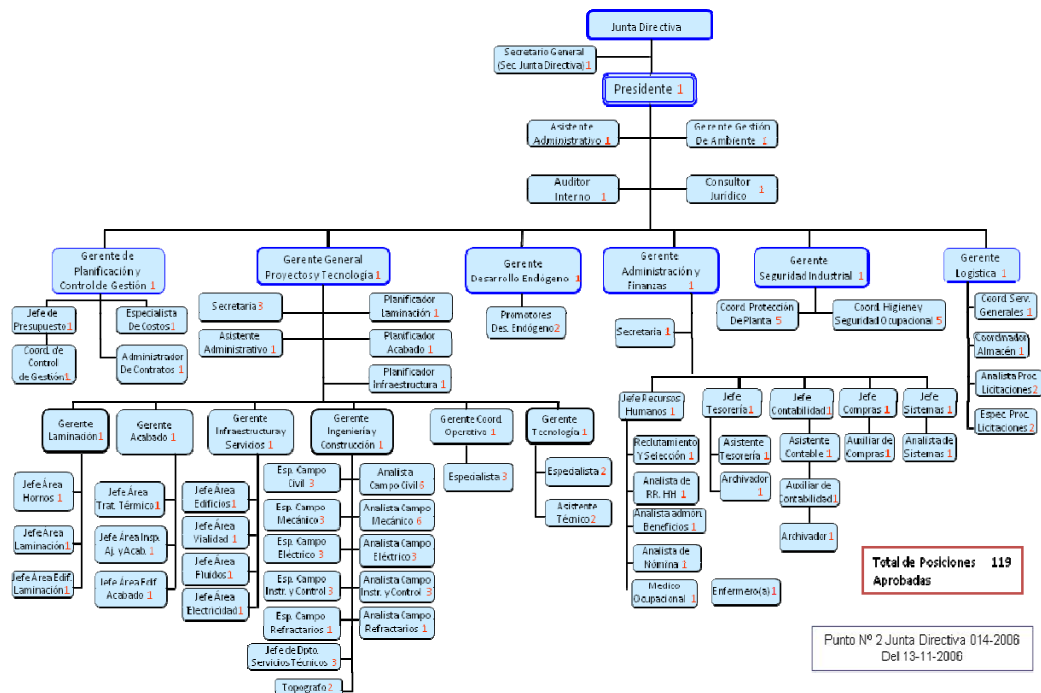 Junta Directiva
Secretario General
(Sec. Junta Directiva) 1
Presidente 1
Asistente
Administrativo 1
Gerente Gestión
De Ambiente 1
Auditor
Interno 1
Consultor
Jurídico 1
Gerente de
Planificación y
Control de Gestión 1
Gerente General
Proyectos y Tecnología 1
Gerente
Desarrollo Endógeno 1
Gerente
Administración y
Finanzas 1
Gerente
Seguridad Industrial 1
Gerente
Logistica 1
Jefe de
Presupuesto 1
Especialista
De Costos 1
Coord. de
Control
de Gestión 1
Administrador
De Contratos 1
Secretaria 3
Planificador
Laminación 1
Asistente
Administrativo 1
Planificador
Acabado 1
Planificador
Infraestructura 1
Promotores
Des. Endógeno 2
Secretaría 1
Coord. Protección
De Planta 5
Coord. Higiene y
Seguridad Ocupacional 5
Coord. Serv.
Generales 1
Coordinador
Almacén 1
Analista Proc.
Licitaciones 2
Espec. Proc.
Licitaciones 2
Gerente
Laminación 1
Gerente
Acabado 1
Gerente
Infraestructura y
Servicios 1
Gerente
Ingeniería y
Construcción 1
Gerente Coord.
Operativo 1
Gerente
Tecnología 1
Jefe Recursos
Humanos 1
Jefe
Tesorería 1
Jefe
Contabilidad 1
Jefe
Compras 1
Jefe
Sistemas 1
Jefe Área
Hornos 1
Jefe Área
Laminación 1
Jefe Área Edif.
Laminación 1
Jefe Área
Trat. Térmico 1
Jefe Área Insp.
Aj. y Acab. 1
Jefe Área Edif.
Acabado 1
Jefe Área
Edificios 1
Jefe Área
Vialidad 1
Jefe Área
Fluidos 1
Jefe Área
Electricidad 1
Esp. Campo
Civil 3
Analista
Campo Civil 6
Esp. Campo
Mecánico 3
Analista Campo
Mecánico 6
Esp. Campo
Eléctrico 3
Analista Campo
Eléctrico 3
Esp. Campo
Instr. y Control 3
Analista Campo
Instr. y Control 3
Esp. Campo
Refractarios 1
Analista Campo
Refractarios 1
Jefe de Dpto.
Servicios Técnicos 3
Topografo 2
Especialista 3
Especialista 2
Asistente
Técnico 2
Reclutamiento
Y Selección 1
Analista de
RR. HH 1
Analista admon.
Beneficios 1
Analista de
Nómina 1
Medico
Ocupacional 1
Enfermero(a) 1
Asistente
Tesorería 1
Archivador
1
Asistente
Contable 1
Auxiliar de
Contabilidad 1
Archivador 1
Auxiliar de
Compras 1
Analista de
Sistemas 1
Total de Posiciones 119
Aprobadas
Punto Nº 2 Junta Directiva 014-2006
Del 13-11-2006